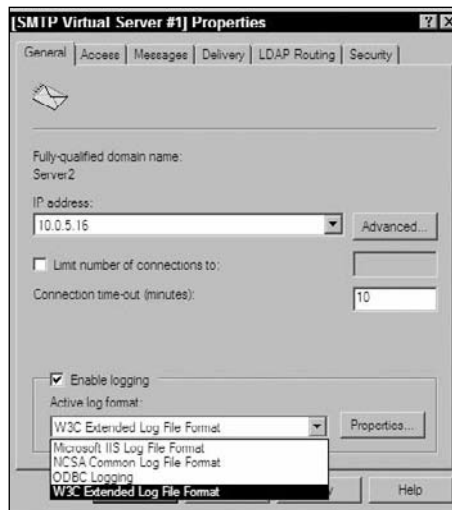 [SMTP Virtual Server #1] Properties
General Access Messages Delivery LDAP Routing Security
Fully-qualified domain name:
Server2
IP address:
10.0.5.16 Advanced...
Limit number of connections to:
Connection time-out (minutes): 10
Enable logging
Active log format:
W3C Extended Log File Format Properties...
Microsoft IIS Log File Format
NCSA Common Log File Format
ODBC Logging
W3C Extended Log File Format
Help